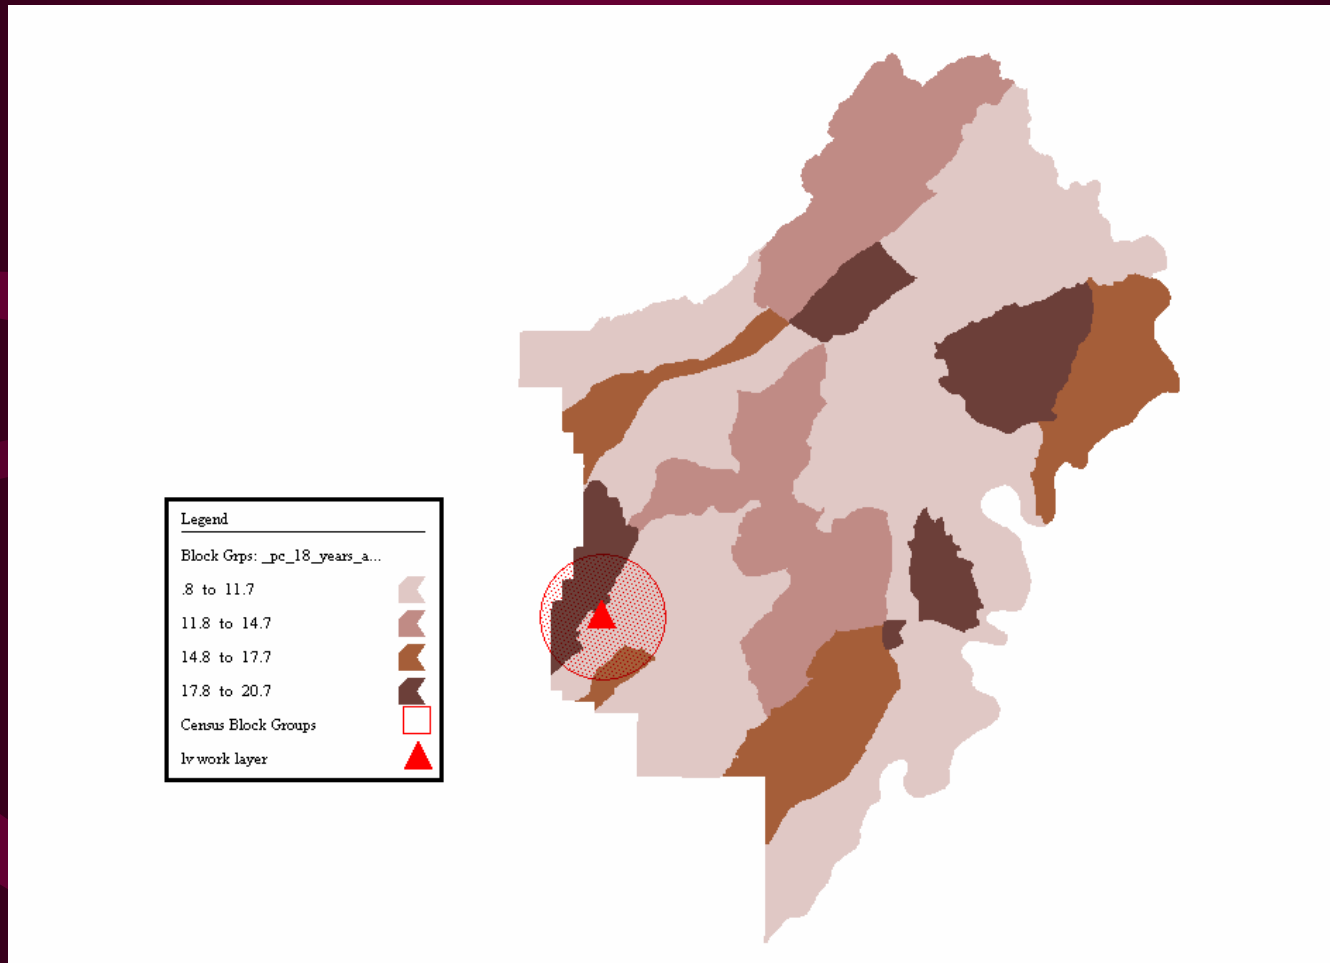 Legend
Block Grps: _pc_18_years_a...
.8 to 11.7
11.8 to 14.7
14.8 to 17.7
17.8 to 20.7
Census Block Groups
lv work layer